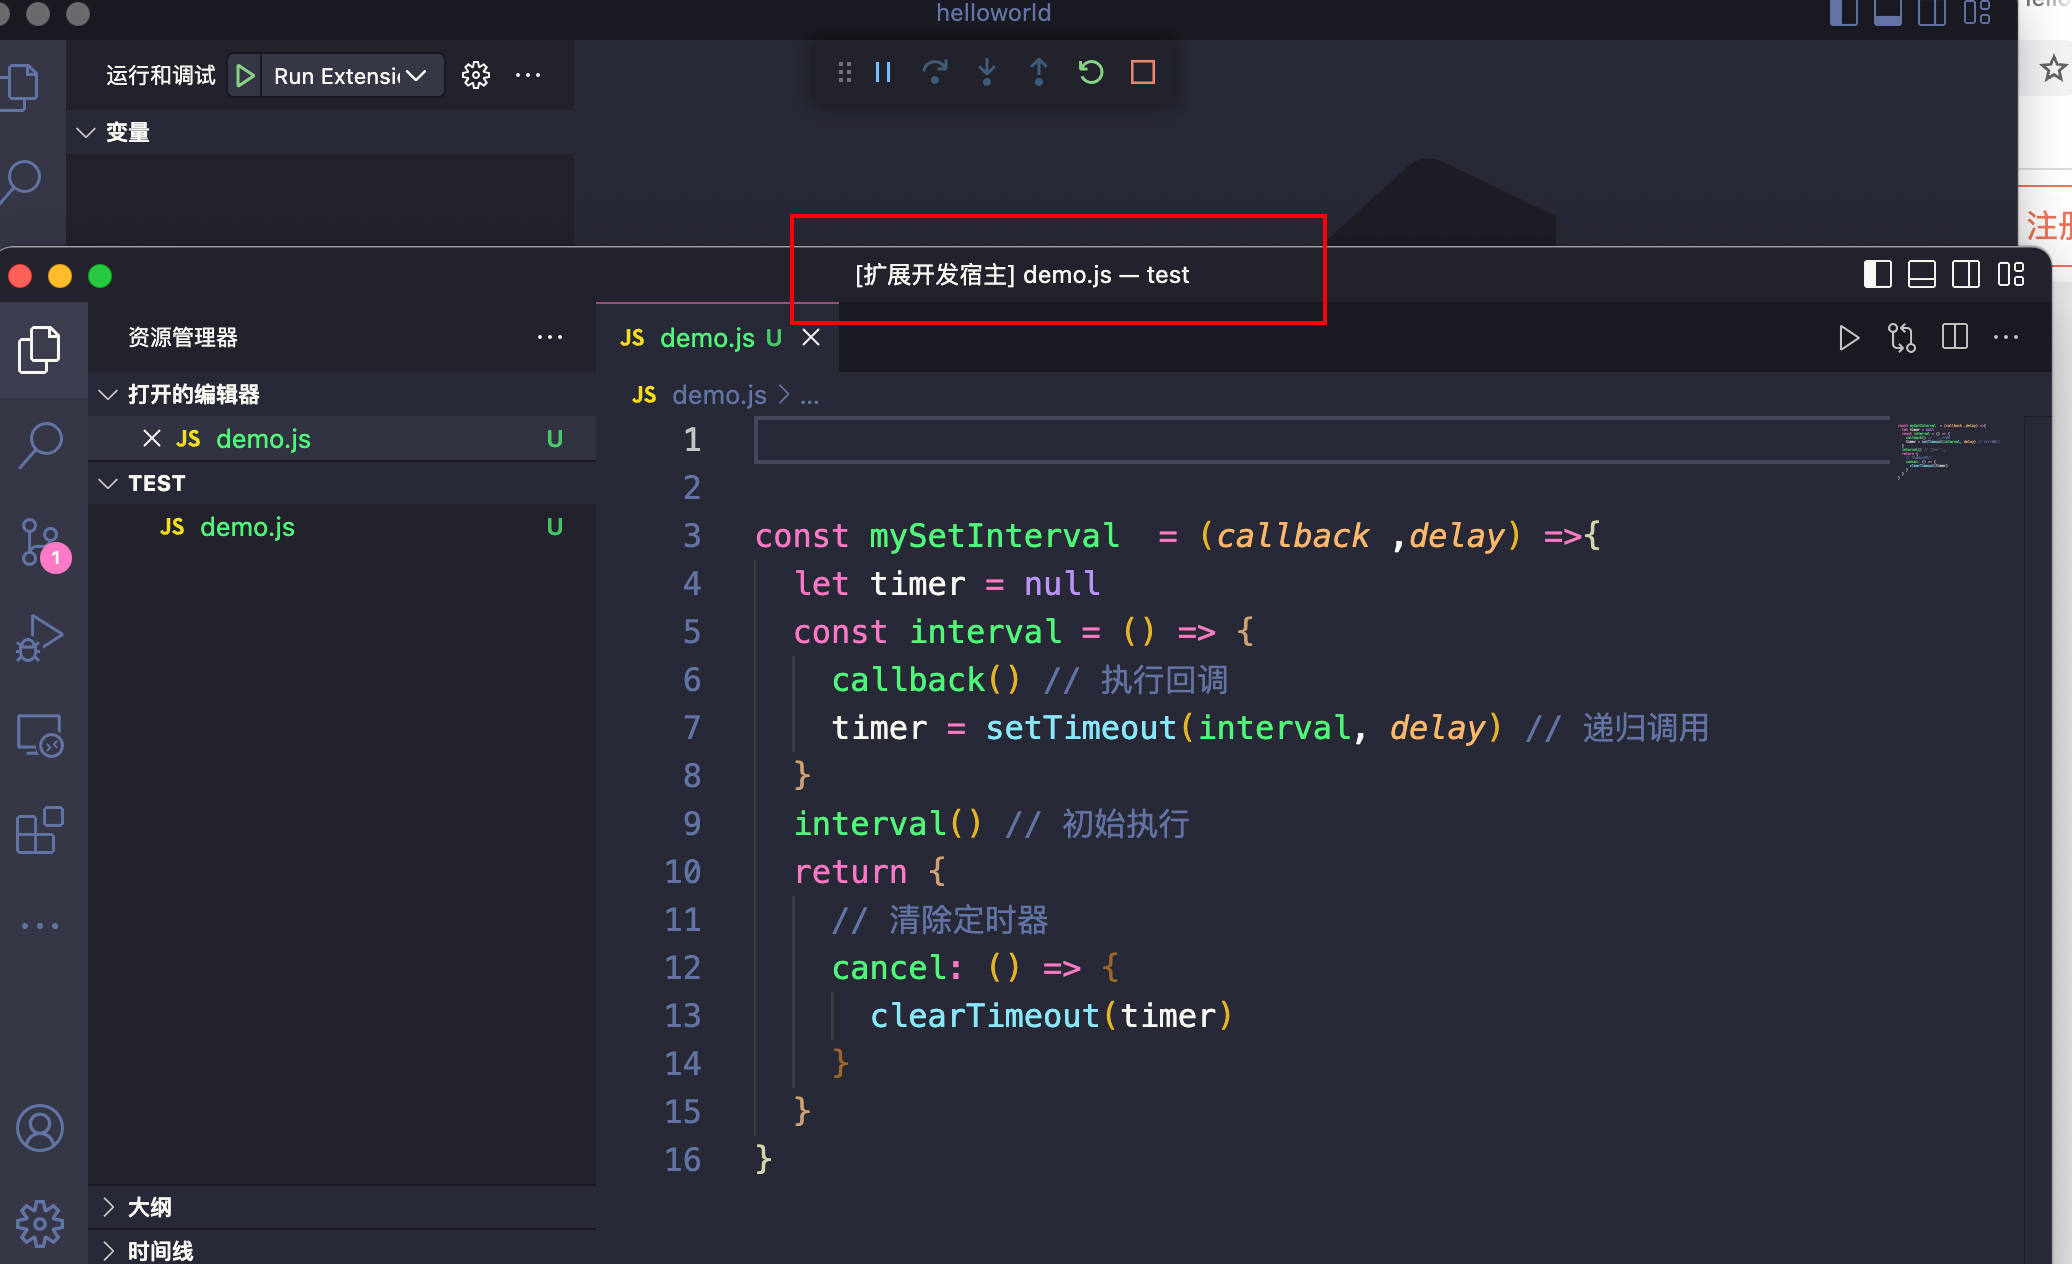 helloworld
运行和调试
Run Extensi
变量
注册
[扩展开发宿主] demo.js — test
资源管理器
JS demo.js U
打开的编辑器
JS demo.js U
TEST
JS demo.js U
1
JS demo.js > ...
1
2
3 const mySetInterval  = (callback ,delay) =>{
4 let timer = null
5 const interval = () => {
6 callback() // 执行回调
7 timer = setTimeout(interval, delay) // 递归调用
8 }
9 interval() // 初始执行
10 return {
11 // 清除定时器
12 cancel: () => {
13 clearTimeout(timer)
14 }
15 }
16 }
大纲
时间线